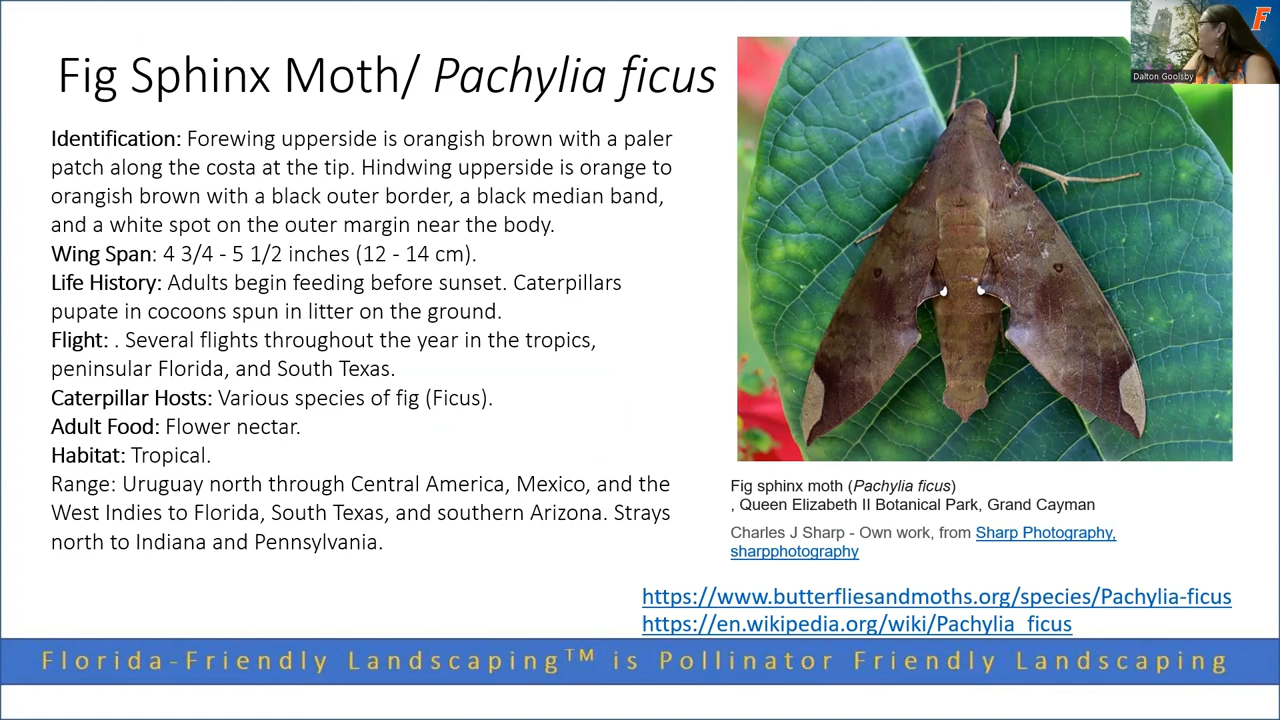 Fig Sphinx Moth/ Pachylia ficus
Identification: Forewing upperside is orangish brown with a paler
patch along the costa at the tip. Hindwing upperside is orange to
orangish brown with a black outer border, a black median band,
and a white spot on the outer margin near the body.
Wing Span: 4 3/4 - 5 1/2 inches (12 - 14 cm).
Life History: Adults begin feeding before sunset. Caterpillars
pupate in cocoons spun in litter on the ground.
Flight: . Several flights throughout the year in the tropics,
peninsular Florida, and South Texas.
Caterpillar Hosts: Various species of fig (Ficus).
Adult Food: Flower nectar.
Habitat: Tropical.
Range: Uruguay north through Central America, Mexico, and the
West Indies to Florida, South Texas, and southern Arizona. Strays
north to Indiana and Pennsylvania.
F
Dalton Goolsby
Fig sphinx moth (Pachylia ficus)
, Queen Elizabeth II Botanical Park, Grand Cayman
Charles J Sharp - Own work, from Sharp Photography,
sharpphotography
https://www.butterfliesandmoths.org/species/Pachylia-ficus
https://en.wikipedia.org/wiki/Pachylia_ficus
Florida-Friendly Landscaping™ is Pollinator Friendly Landscaping